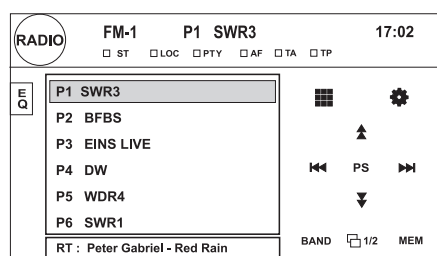 RADIO
FM-1 P1 SWR3 17:02
ST LOC PTY AF TA TP
EQ
P1 SWR3
P2 BFBS
P3 EINS LIVE
P4 DW
P5 WDR4
P6 SWR1
RT : Peter Gabriel - Red Rain
PS
BAND 1/2 MEM